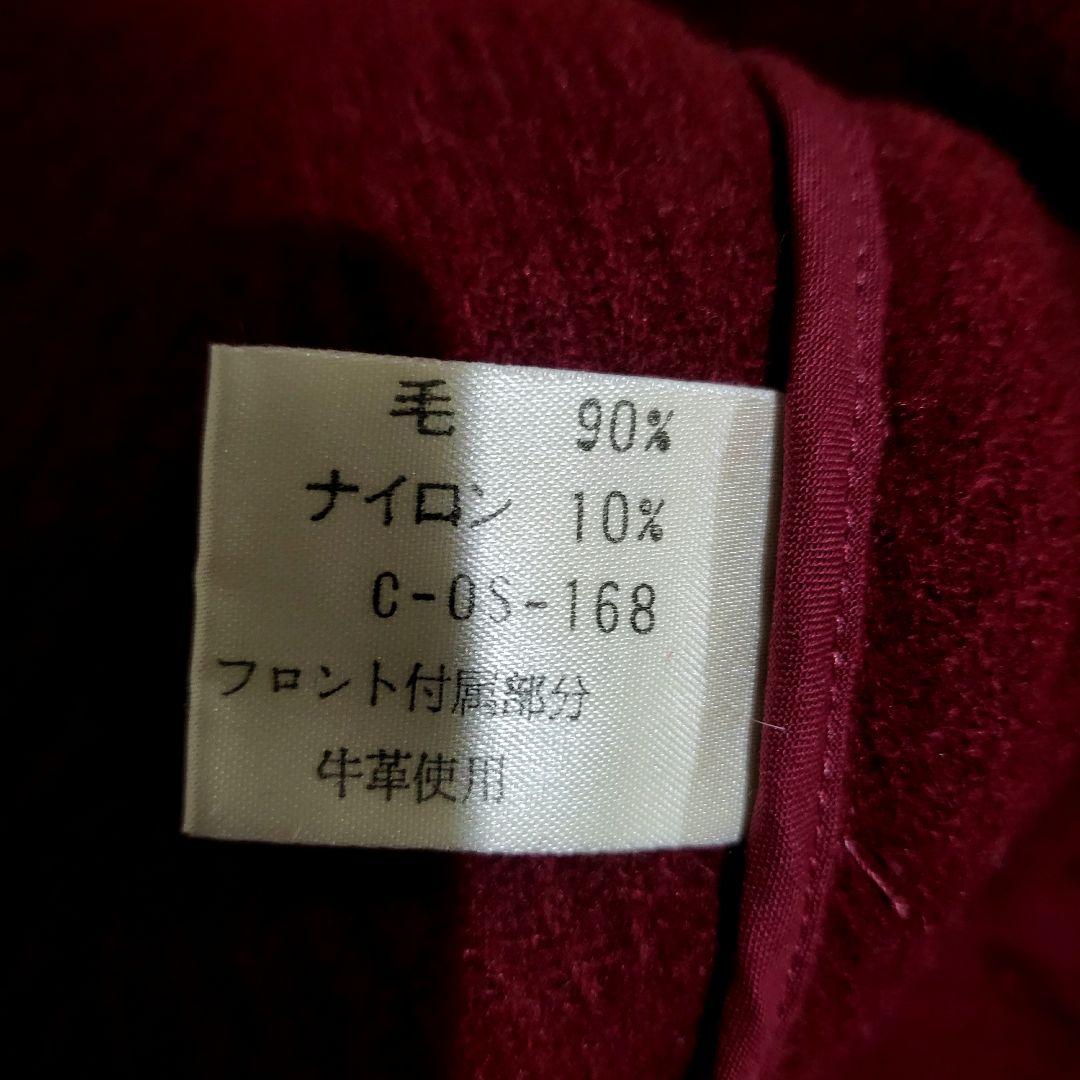 毛 90%
ナイロン 10%
C-OS-168
フロント付属部分
牛革使用